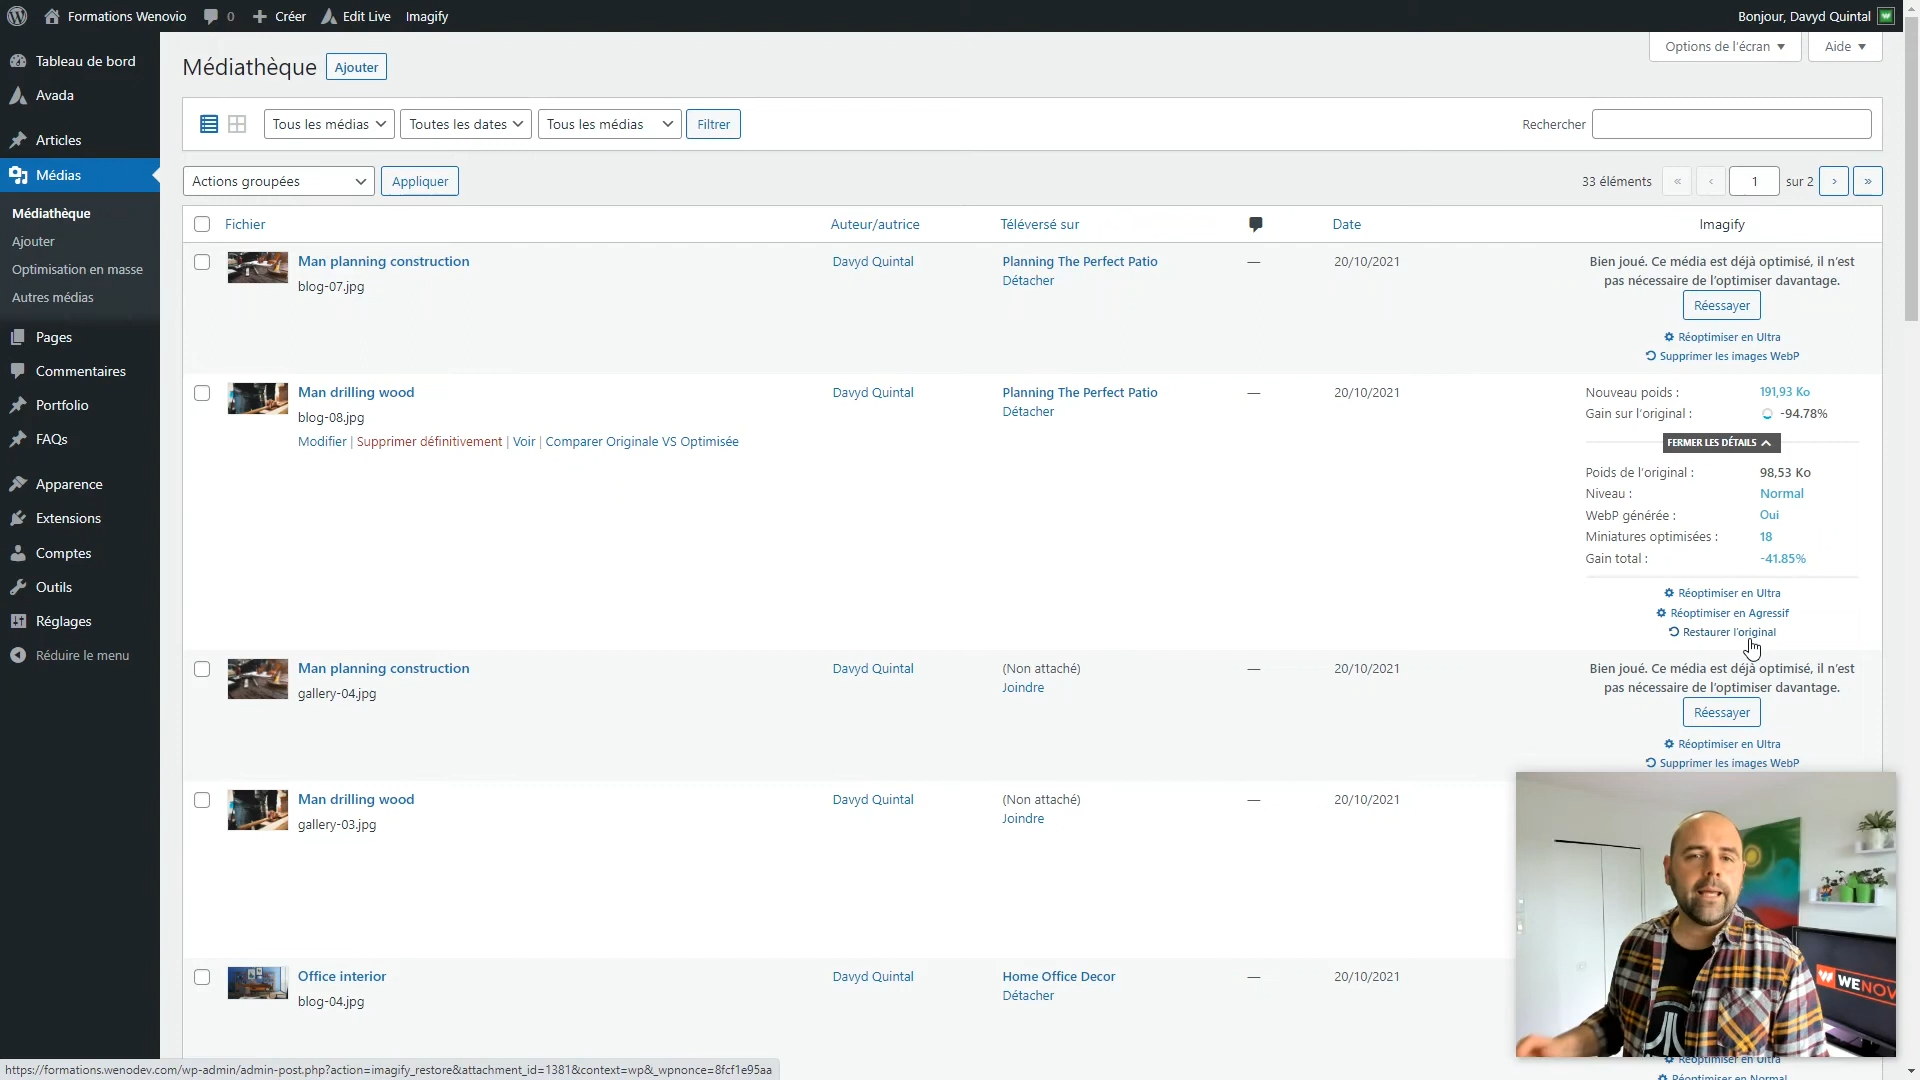 Formations Wenovio
0
Créer
Edit Live
Imagify
Bonjour, Davyd Quintal
Options de l'écran
Aide
Tableau de bord
Avada
Articles
Médias
Médiathèque
Ajouter
Optimisation en masse
Autres médias
Pages
Commentaires
Portfolio
FAQs
Apparence
Extensions
Comptes
Outils
Réglages
Réduire le menu
Médiathèque
Ajouter
Tous les médias
Toutes les dates
Tous les médias
Filtrer
Rechercher
Actions groupées
Appliquer
33 éléments
«
‹
1
sur 2
›
»
Fichier
Auteur/autrice
Téléversé sur
Date
Imagify
Man planning construction
blog-07.jpg
Davyd Quintal
Planning The Perfect Patio
Détacher
—
20/10/2021
Bien joué. Ce média est déjà optimisé, il n'est
pas nécessaire de l'optimiser davantage.
Réessayer
Réoptimiser en Ultra
Supprimer les images WebP
Man drilling wood
blog-08.jpg
Modifier | Supprimer définitivement | Voir | Comparer Originale VS Optimisée
Davyd Quintal
Planning The Perfect Patio
Détacher
—
20/10/2021
Nouveau poids : 191,93 Ko
Gain sur l'original : -94.78%
FERMER LES DÉTAILS
Poids de l'original : 98,53 Ko
Niveau : Normal
WebP générée : Oui
Miniatures optimisées : 18
Gain total : -41.85%
Réoptimiser en Ultra
Réoptimiser en Agressif
Restaurer l'original
Man planning construction
gallery-04.jpg
Davyd Quintal
(Non attaché)
Joindre
—
20/10/2021
Bien joué. Ce média est déjà optimisé, il n'est
pas nécessaire de l'optimiser davantage.
Réessayer
Réoptimiser en Ultra
Supprimer les images WebP
Man drilling wood
gallery-03.jpg
Davyd Quintal
(Non attaché)
Joindre
—
20/10/2021
Office interior
blog-04.jpg
Davyd Quintal
Home Office Decor
Détacher
—
20/10/2021
WENOV
Réoptimiser en Ultra
Réoptimiser en Normal
https://formations.wenodev.com/wp-admin/admin-post.php?action=imagify_restore&attachment_id=1381&context=wp&_wpnonce=8fcf1e95aa